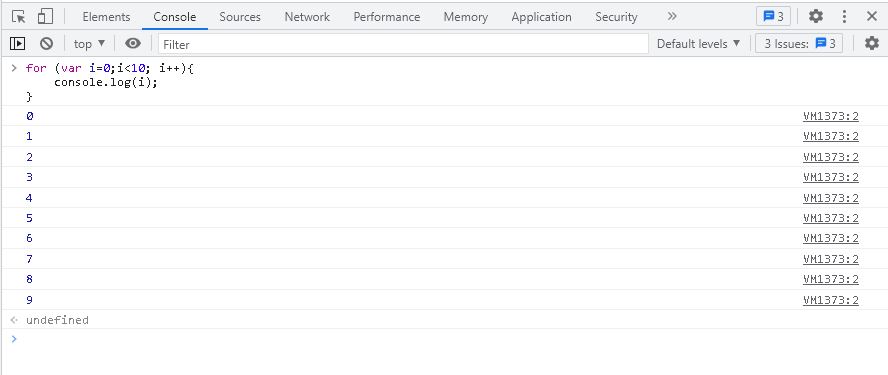 Elements Console Sources Network Performance Memory Application Security » 3
top ▼ Filter Default levels ▼ 3 Issues: 3
> for (var i=0;i<10; i++){
console.log(i);
}
0 VM1373:2
1 VM1373:2
2 VM1373:2
3 VM1373:2
4 VM1373:2
5 VM1373:2
6 VM1373:2
7 VM1373:2
8 VM1373:2
9 VM1373:2
undefined
>